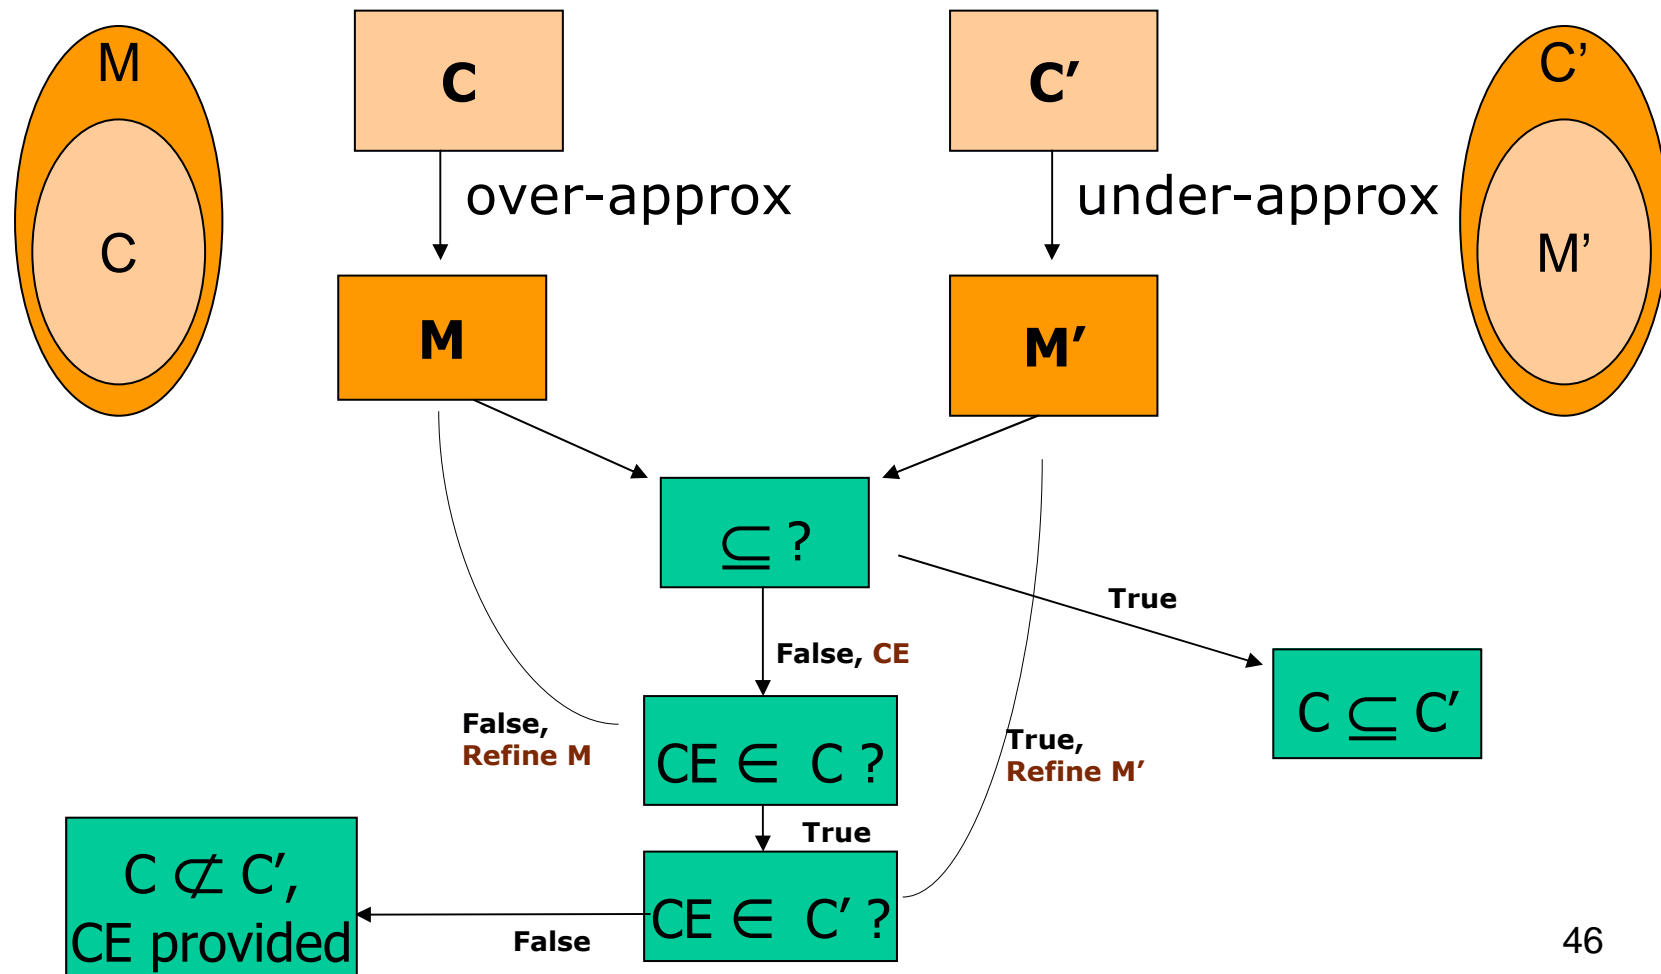 M
C
C
C′
C’
M’
over-approx
under-approx
M
M′
⊆ ?
True
False, CE
C ⊆ C′
False,
Refine M
CE ∈ C ?
True,
Refine M′
True
C ⊄ C′,
CE provided
False
CE ∈ C′ ?
46